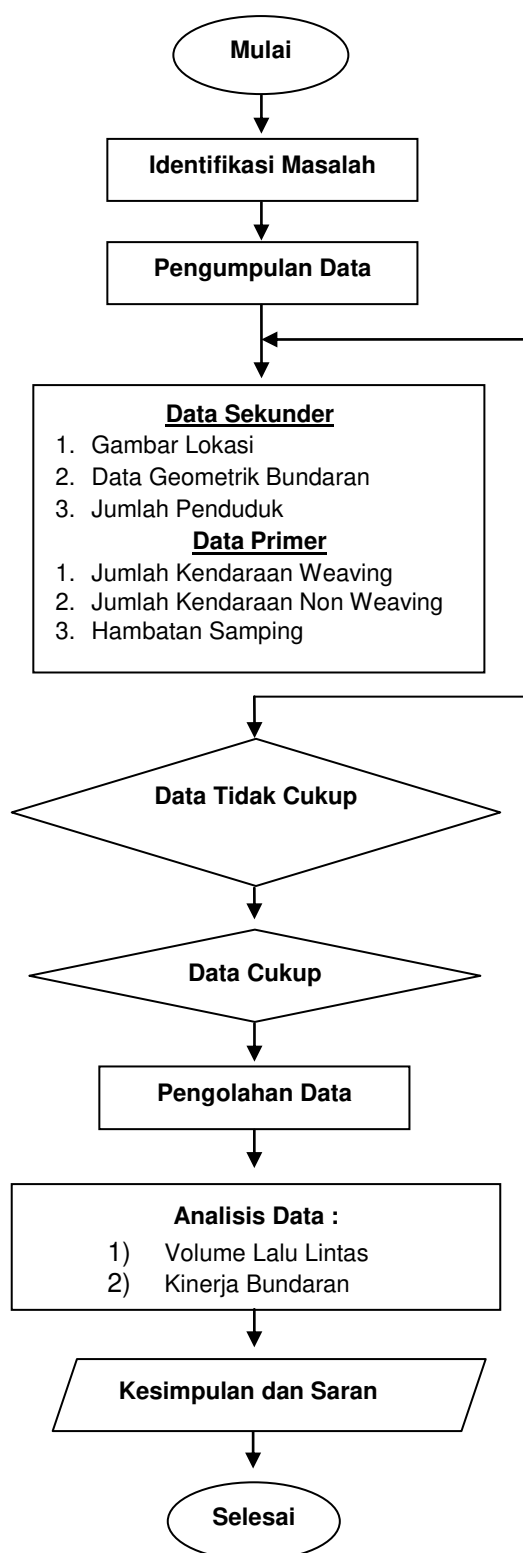 Mulai
Identifikasi Masalah
Pengumpulan Data
Data Sekunder
1. Gambar Lokasi
2. Data Geometrik Bundaran
3. Jumlah Penduduk
Data Primer
1. Jumlah Kendaraan Weaving
2. Jumlah Kendaraan Non Weaving
3. Hambatan Samping
Data Tidak Cukup
Data Cukup
Pengolahan Data
Analisis Data :
1) Volume Lalu Lintas
2) Kinerja Bundaran
Kesimpulan dan Saran
Selesai